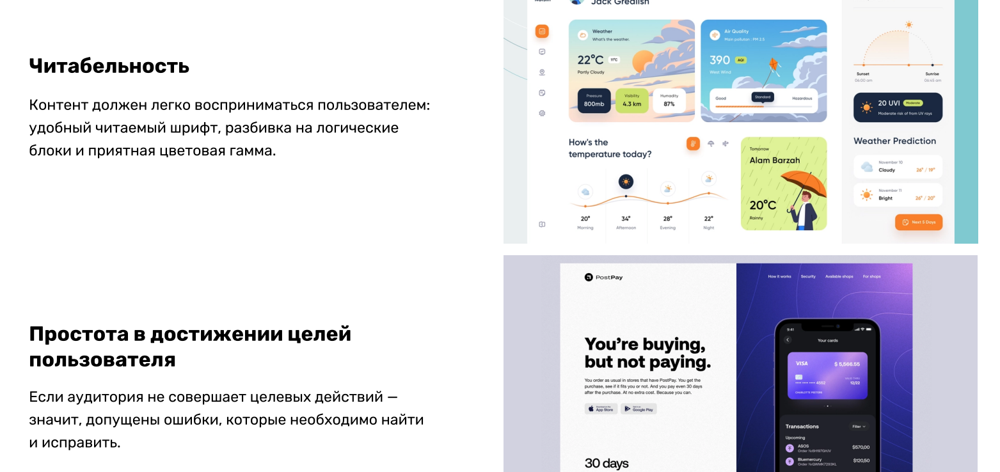 Читабельность
Контент должен легко восприниматься пользователем:
удобный читаемый шрифт, разбивка на логические
блоки и приятная цветовая гамма.
Jack Grealish
Weather
What's the weather.
22°C
11°C
Partly Cloudy
Preesure
800mb
Visibility
4.3 km
Humadity
87%
Air Quality
Main pollutan : PM 2.5
390
AQI
West Wind
Good
Standard
Hazardous
How's the
temperature today?
20°
Morning
34°
Afternoon
28°
Evening
22°
Night
Tomorrow
Alam Barzah
20°C
Rainny
Sunset
06:00 am
Sunrise
06:45 am
20 UVI
Moderate
Moderate risk of from UV rays
Weather Prediction
November 10
Cloudy
26° / 19°
November 11
Bright
26° / 20°
Next 5 Days
Простота в достижении целей
пользователя
Если аудитория не совершает целевых действий —
значит, допущены ошибки, которые необходимо найти
и исправить.
PostPay
How it works
Security
Available shops
For shops
You're buying,
but not paying.
You order as usual in stores that have PostPay. You get the
purchase, see if it fits you or not. And you pay even 30 days
after the purchase. At no extra cost. Because you can.
App Store
Google Play
30 days
9:41
Your cards
VISA
$ 5,566.55
4552
VALID THRU
12/22
CHARLOTTE PEETERS
Transactions
Filter
Upcoming
ASOS
$570,00
Bluemercury
$120,50